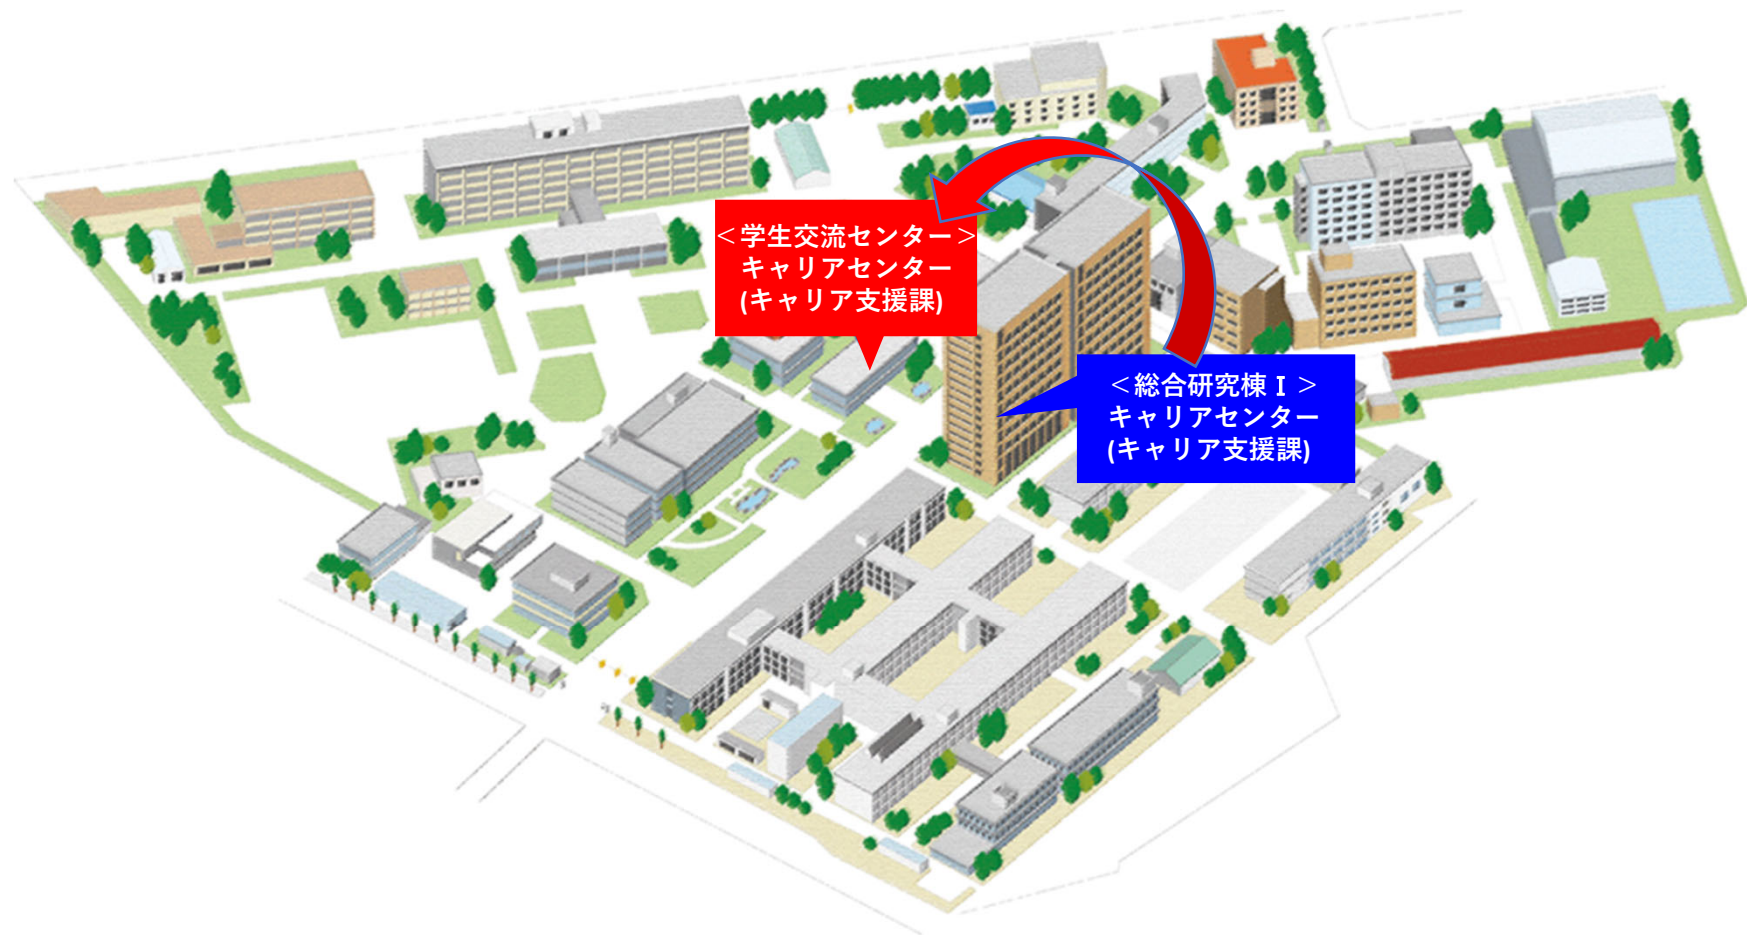 ＜学生交流センター＞
キャリアセンター
(キャリア支援課)
＜総合研究棟Ⅰ＞
キャリアセンター
(キャリア支援課)